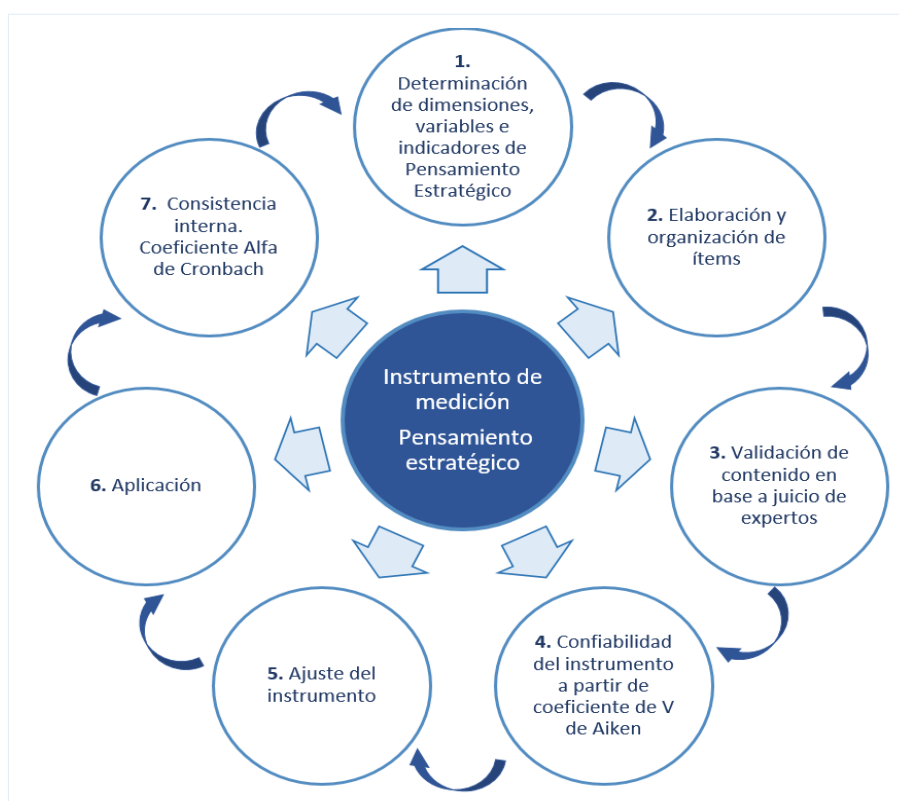 1.
Determinación
de dimensiones,
variables e
indicadores de
Pensamiento
Estratégico
2. Elaboración y
organización de
ítems
3. Validación de
contenido en
base a juicio de
expertos
4. Confiabilidad
del instrumento
a partir de
coeficiente de V
de Aiken
5. Ajuste del
instrumento
6. Aplicación
7. Consistencia
interna.
Coeficiente Alfa
de Cronbach
Instrumento de
medición
Pensamiento
estratégico